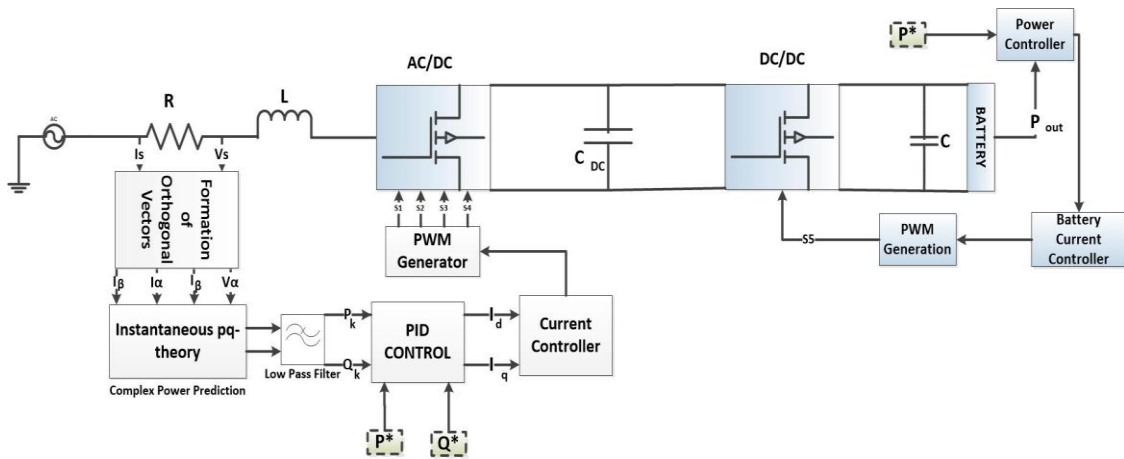 P*
Power
Controller
AC/DC
DC/DC
R
L
AC
Is
Vs
C DC
C
BATTERY
P out
Formation
of
Orthogonal
Vectors
S1
S2
S3
S4
PWM
Generator
S5
PWM
Generation
Battery
Current
Controller
Iβ
Iα
Iβ
Vα
Instantaneous pq-
theory
Complex Power Prediction
Low Pass Filter
Pk
Qk
PID
CONTROL
Id
Iq
Current
Controller
P*
Q*